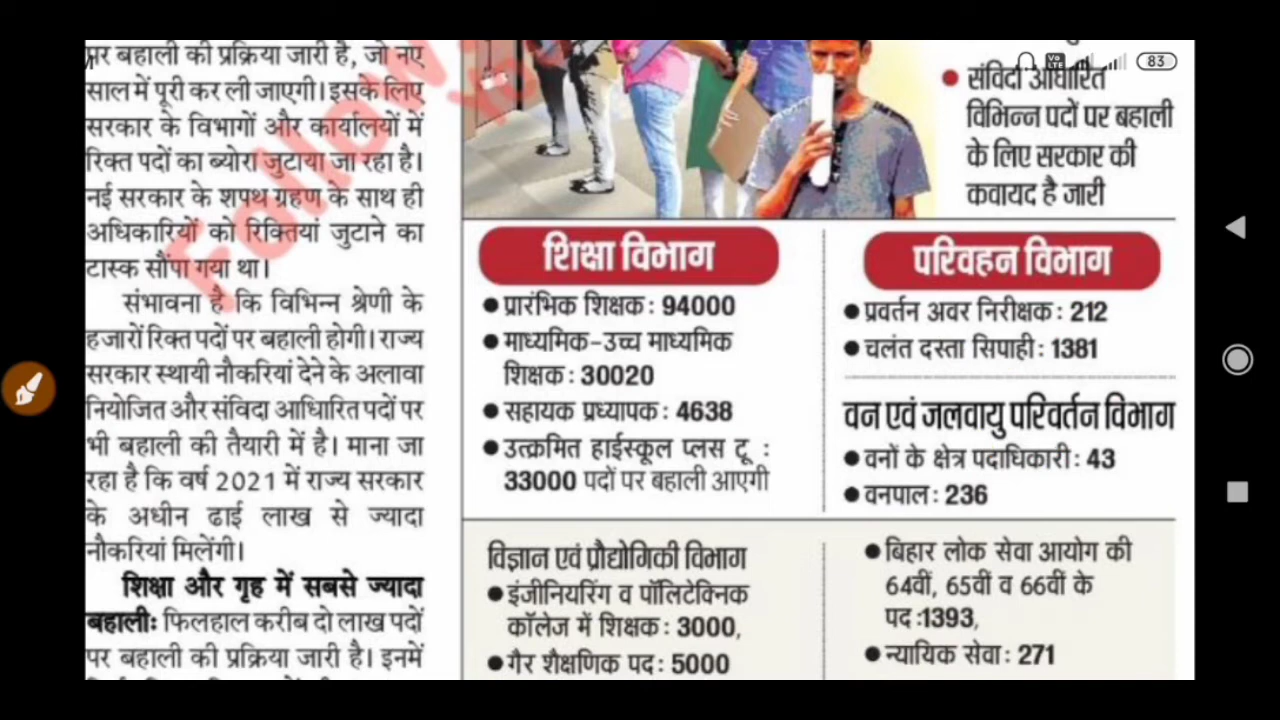 पर बहाली की प्रक्रिया जारी है, जो नए
साल में पूरी कर ली जाएगी। इसके लिए
सरकार के विभागों और कार्यालयों में
रिक्त पदों का ब्योरा जुटाया जा रहा है।
नई सरकार के शपथ ग्रहण के साथ ही
अधिकारियों को रिक्तियां जुटाने का
टास्क सौंपा गया था।
संभावना है कि विभिन्न श्रेणी के
हजारों रिक्त पदों पर बहाली होगी। राज्य
सरकार स्थायी नौकरियां देने के अलावा
नियोजित और संविदा आधारित पदों पर
भी बहाली की तैयारी में है। माना जा
रहा है कि वर्ष 2021 में राज्य सरकार
के अधीन ढाई लाख से ज्यादा
नौकरियां मिलेंगी।
शिक्षा और गृह में सबसे ज्यादा
बहाली: फिलहाल करीब दो लाख पदों
पर बहाली की प्रक्रिया जारी है। इनमें
Follow
83
• संविदा आधारित
विभिन्न पदों पर बहाली
के लिए सरकार की
कवायद है जारी
शिक्षा विभाग
• प्रारंभिक शिक्षक : 94000
• माध्यमिक-उच्च माध्यमिक
शिक्षक : 30020
• सहायक प्रध्यापक : 4638
• उत्क्रमित हाईस्कूल प्लस टू :
33000 पदों पर बहाली आएगी
परिवहन विभाग
• प्रवर्तन अवर निरीक्षक : 212
• चलंत दस्ता सिपाही : 1381
वन एवं जलवायु परिवर्तन विभाग
• वनों के क्षेत्र पदाधिकारी : 43
• वनपाल : 236
विज्ञान एवं प्रौद्योगिकी विभाग
• इंजीनियरिंग व पॉलिटेक्निक
कॉलेज में शिक्षक : 3000,
• गैर शैक्षणिक पद : 5000
• बिहार लोक सेवा आयोग की
64वीं, 65वीं व 66वीं के
पद :1393,
• न्यायिक सेवा : 271